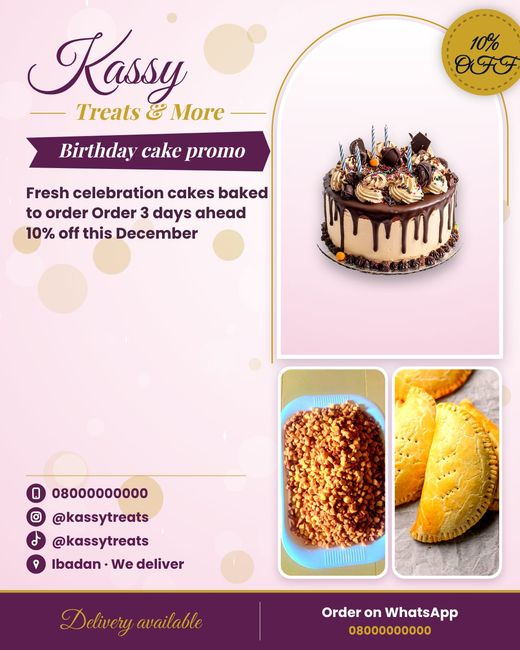 Kassy
Treats & More
Birthday cake promo
Fresh celebration cakes baked
to order Order 3 days ahead
10% off this December
10%
OFF
08000000000
@kassytreats
@kassytreats
Ibadan · We deliver
Delivery available
Order on WhatsApp
08000000000